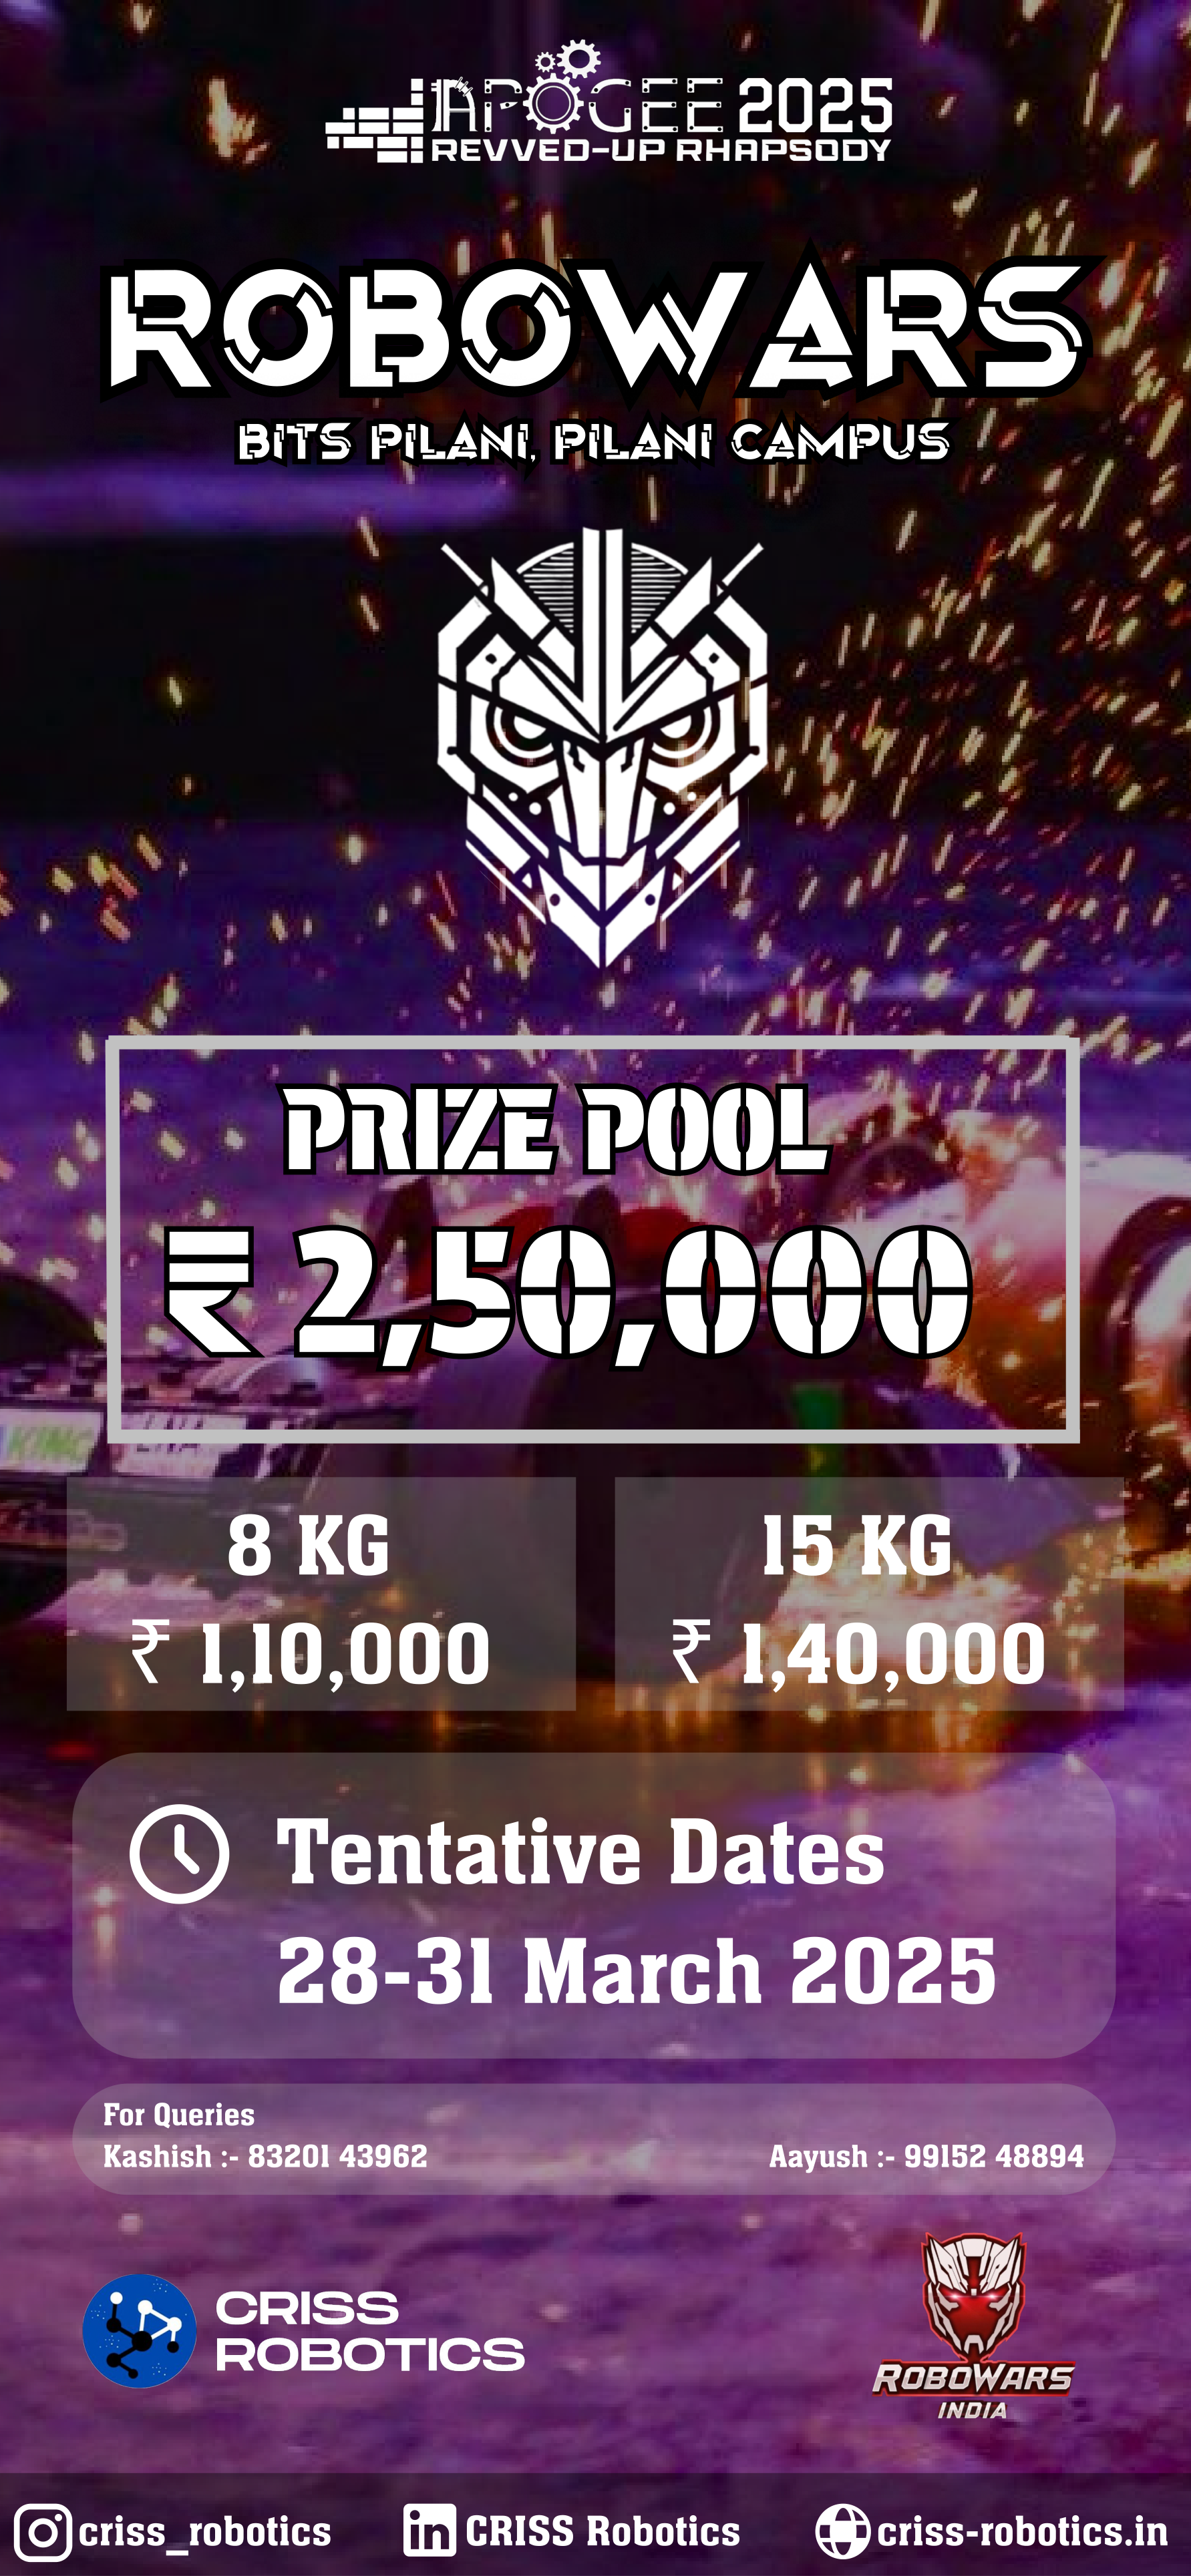 APOGEE 2025
REVVED-UP RHAPSODY
ROBOWARS
BITS PILANI, PILANI CAMPUS
PRIZE POOL
₹ 2,50,000
8 KG
₹ 1,10,000
15 KG
₹ 1,40,000
Tentative Dates
28-31 March 2025
For Queries
Kashish :- 83201 43962
Aayush :- 99152 48894
CRISS
ROBOTICS
ROBOWARS
INDIA
criss_robotics
in CRISS Robotics
criss-robotics.in